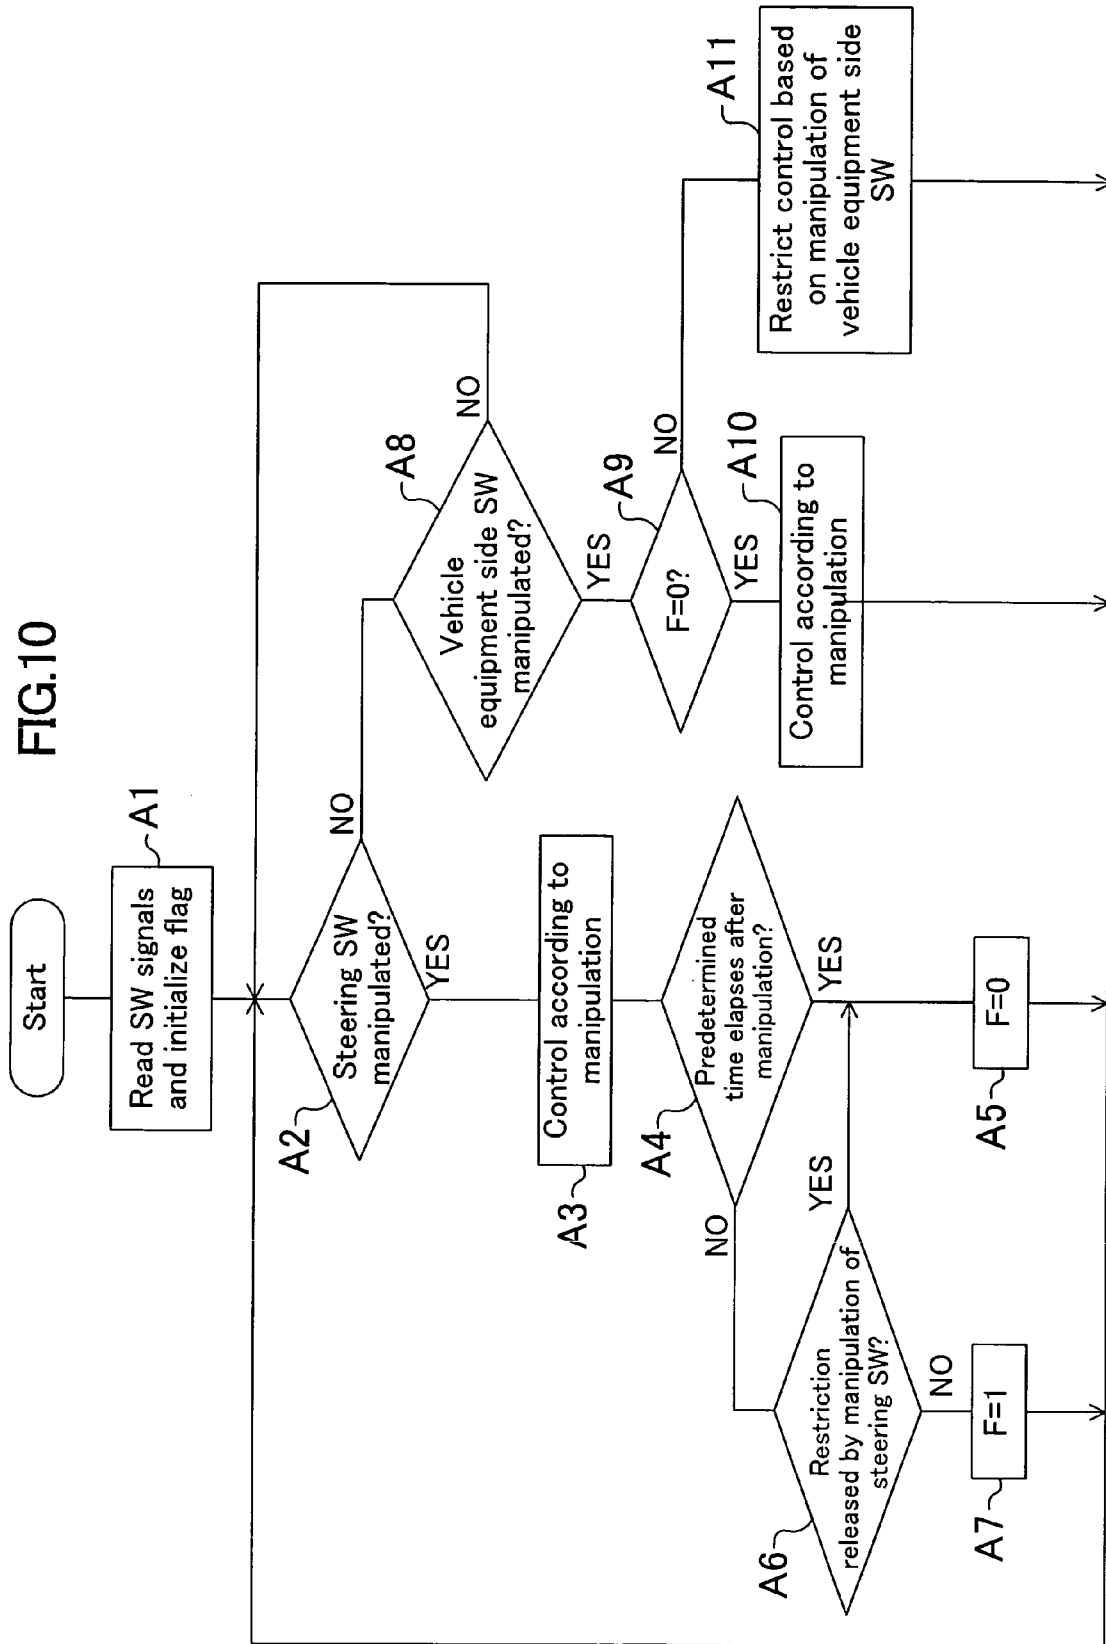 FIG.10
Start
A1
Read SW signals
and initialize flag
A2
Steering SW
manipulated?
NO
YES
A3
Control according to
manipulation
A4
Predetermined
time elapses after
manipulation?
NO
YES
A5
F=0
A6
Restriction
released by manipulation of
steering SW?
YES
NO
A7
F=1
A8
Vehicle
equipment side SW
manipulated?
NO
YES
A9
F=0?
NO
YES
A10
Control according to
manipulation
A11
Restrict control based
on manipulation of
vehicle equipment side
SW